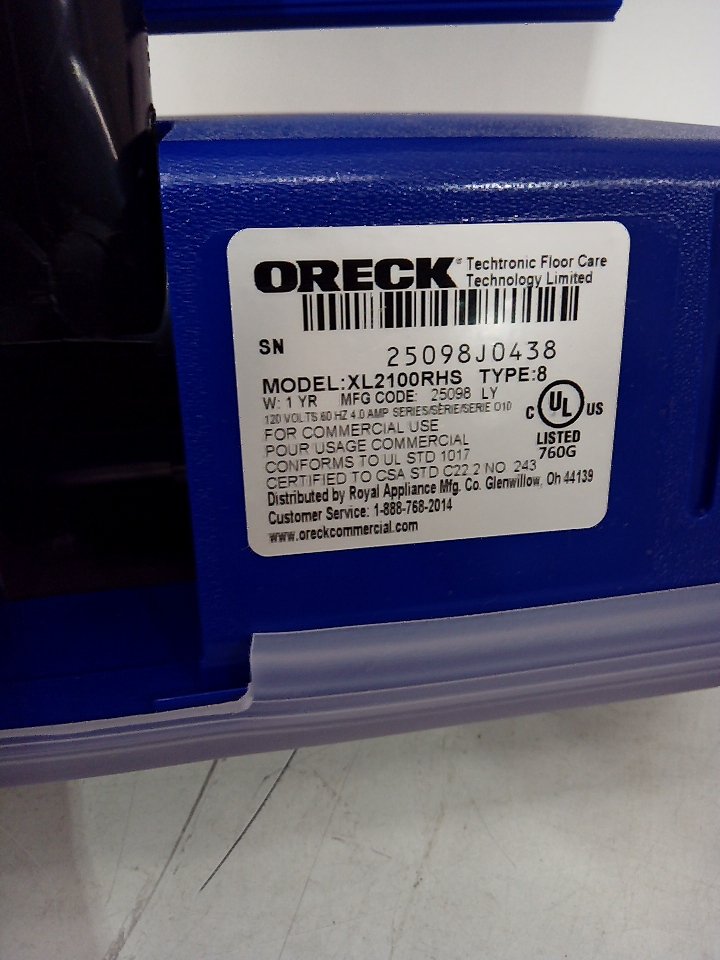 ORECK® Techtronic Floor Care
Technology Limited
SN 25098J0438
MODEL:XL2100RHS TYPE:8
W: 1 YR MFG CODE: 25098 LY
120 VOLTS 60 HZ 4.0 AMP SERIES/SÈRIE/SERIE 010
FOR COMMERCIAL USE
POUR USAGE COMMERCIAL
CONFORMS TO UL STD 1017
CERTIFIED TO CSA STD C22.2 NO 243
C UL US
LISTED
760G
Distributed by Royal Appliance Mfg. Co. Glenwillow, Oh 44139
Customer Service: 1-888-768-2014
www.oreckcommercial.com